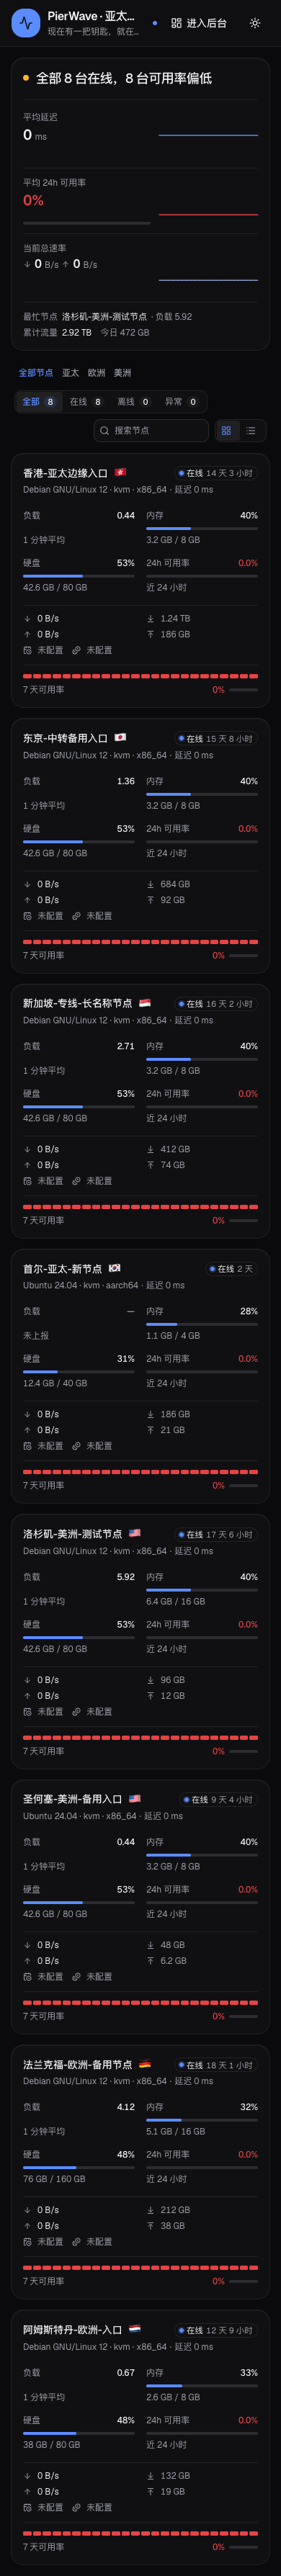 PierWave · 亚太...
现在有一把钥匙，就在...
进入后台
全部 8 台在线，8 台可用率偏低
平均延迟
0 ms
平均 24h 可用率
0%
当前总速率
↓ 0 B/s ↑ 0 B/s
最忙节点 洛杉矶-美洲-测试节点 · 负载 5.92
累计流量 2.92 TB 今日 472 GB
全部节点 亚太 欧洲 美洲
全部 8 在线 8 离线 0 异常 0
搜索节点
香港-亚太边缘入口 在线 14 天 3 小时
Debian GNU/Linux 12 · kvm · x86_64 · 延迟 0 ms
负载 0.44 内存 40%
1 分钟平均 3.2 GB / 8 GB
硬盘 53% 24h 可用率 0.0%
42.6 GB / 80 GB 近 24 小时
↓ 0 B/s 1.24 TB
↑ 0 B/s 186 GB
未配置 未配置
7 天可用率 0%
东京-中转备用入口 在线 15 天 8 小时
Debian GNU/Linux 12 · kvm · x86_64 · 延迟 0 ms
负载 1.36 内存 40%
1 分钟平均 3.2 GB / 8 GB
硬盘 53% 24h 可用率 0.0%
42.6 GB / 80 GB 近 24 小时
↓ 0 B/s 684 GB
↑ 0 B/s 92 GB
未配置 未配置
7 天可用率 0%
新加坡-专线-长名称节点 在线 16 天 2 小时
Debian GNU/Linux 12 · kvm · x86_64 · 延迟 0 ms
负载 2.71 内存 40%
1 分钟平均 3.2 GB / 8 GB
硬盘 53% 24h 可用率 0.0%
42.6 GB / 80 GB 近 24 小时
↓ 0 B/s 412 GB
↑ 0 B/s 74 GB
未配置 未配置
7 天可用率 0%
首尔-亚太-新节点 在线 2 天
Ubuntu 24.04 · kvm · aarch64 · 延迟 0 ms
负载 — 内存 28%
未上报 1.1 GB / 4 GB
硬盘 31% 24h 可用率 0.0%
12.4 GB / 40 GB 近 24 小时
↓ 0 B/s 186 GB
↑ 0 B/s 21 GB
未配置 未配置
7 天可用率 0%
洛杉矶-美洲-测试节点 在线 17 天 6 小时
Debian GNU/Linux 12 · kvm · x86_64 · 延迟 0 ms
负载 5.92 内存 40%
1 分钟平均 6.4 GB / 16 GB
硬盘 53% 24h 可用率 0.0%
42.6 GB / 80 GB 近 24 小时
↓ 0 B/s 96 GB
↑ 0 B/s 12 GB
未配置 未配置
7 天可用率 0%
圣何塞-美洲-备用入口 在线 9 天 4 小时
Ubuntu 24.04 · kvm · x86_64 · 延迟 0 ms
负载 0.44 内存 40%
1 分钟平均 3.2 GB / 8 GB
硬盘 53% 24h 可用率 0.0%
42.6 GB / 80 GB 近 24 小时
↓ 0 B/s 48 GB
↑ 0 B/s 6.2 GB
未配置 未配置
7 天可用率 0%
法兰克福-欧洲-备用节点 在线 18 天 1 小时
Debian GNU/Linux 12 · kvm · x86_64 · 延迟 0 ms
负载 4.12 内存 32%
1 分钟平均 5.1 GB / 16 GB
硬盘 48% 24h 可用率 0.0%
76 GB / 160 GB 近 24 小时
↓ 0 B/s 212 GB
↑ 0 B/s 38 GB
未配置 未配置
7 天可用率 0%
阿姆斯特丹-欧洲-入口 在线 12 天 9 小时
Debian GNU/Linux 12 · kvm · x86_64 · 延迟 0 ms
负载 0.67 内存 33%
1 分钟平均 2.6 GB / 8 GB
硬盘 48% 24h 可用率 0.0%
38 GB / 80 GB 近 24 小时
↓ 0 B/s 132 GB
↑ 0 B/s 19 GB
未配置 未配置
7 天可用率 0%